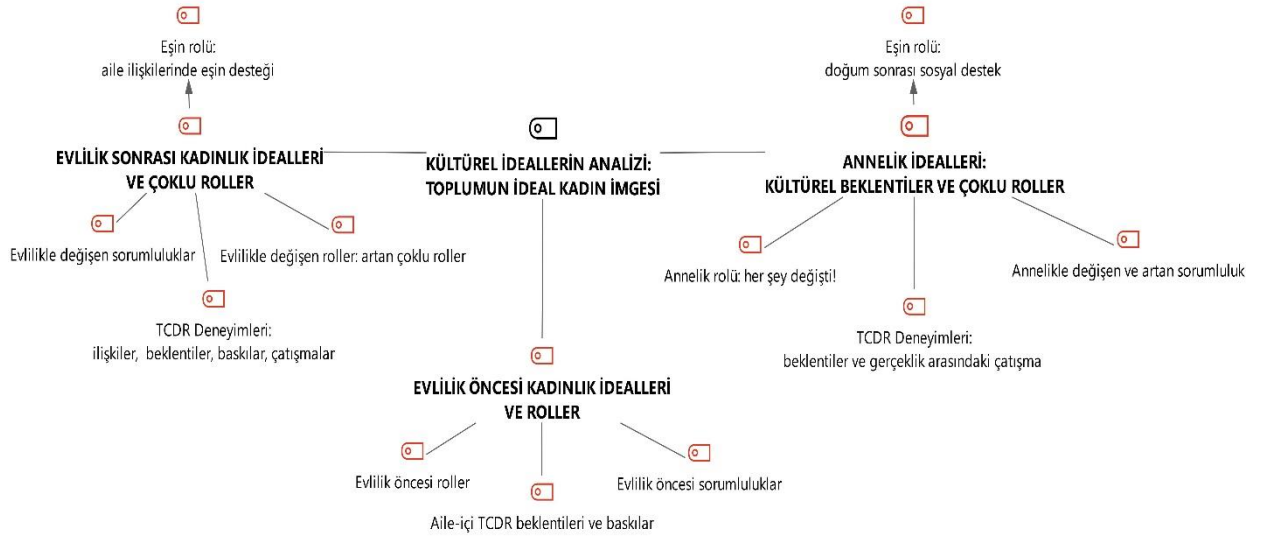 Eşin rolü:
aile ilişkilerinde eşin desteği
Eşin rolü:
doğum sonrası sosyal destek
EVLİLİK SONRASI KADINLIK İDEALLERİ
VE ÇOKLU ROLLER
KÜLTÜREL İDEALLERİN ANALİZİ:
TOPLUMUN İDEAL KADIN İMGESİ
ANNELİK İDEALLERİ:
KÜLTÜREL BEKLENTİLER VE ÇOKLU ROLLER
Evlilikle değişen sorumluluklar
Evlilikle değişen roller: artan çoklu roller
TCDR Deneyimleri:
ilişkiler, beklentiler, baskılar, çatışmalar
Annelik rolü: her şey değişti!
Annelikle değişen ve artan sorumluluk
TCDR Deneyimleri:
beklentiler ve gerçeklik arasındaki çatışma
EVLİLİK ÖNCESİ KADINLIK İDEALLERİ
VE ROLLER
Evlilik öncesi roller
Evlilik öncesi sorumluluklar
Aile-içi TCDR beklentileri ve baskılar